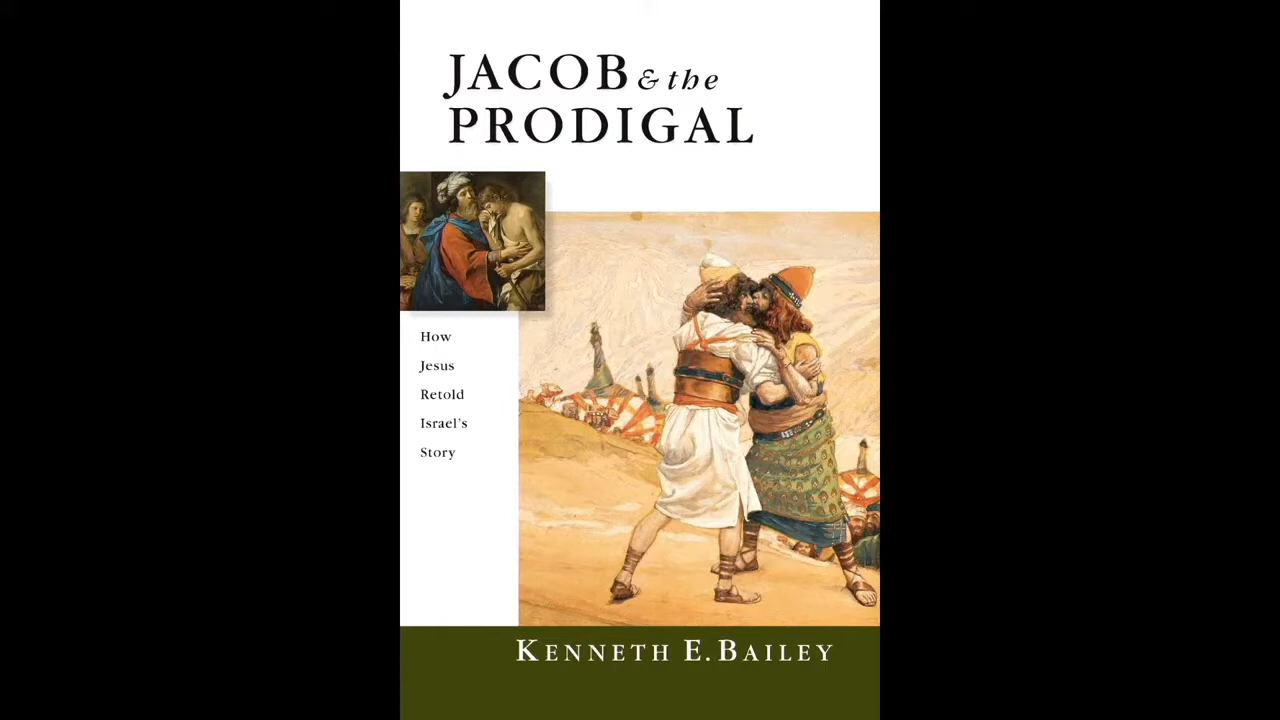 JACOB & the
PRODIGAL
How
Jesus
Retold
Israel's
Story
KENNETH E. BAILEY